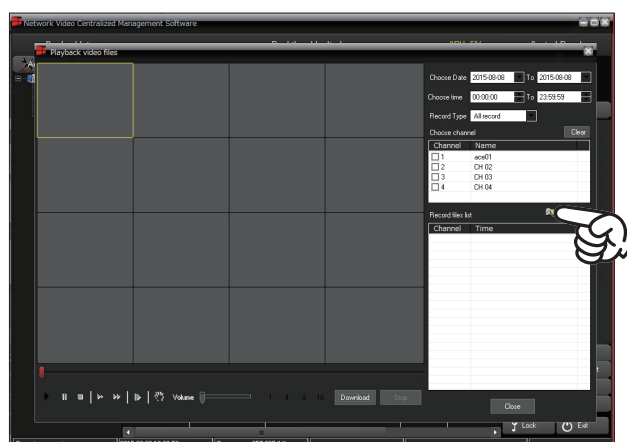 Network Video Centralized Management Software
Playback video files
Choose Date 2015-08-08 To 2015-08-08
Choose time 00:00:00 To 23:59:59
Record Type All record
Choose channel Clear
Channel Name
1 ace01
2 CH 02
3 CH 03
4 CH 04
Record files list
Channel Time
Volume 1 4 9 16 Download Stop
Close
Lock Exit